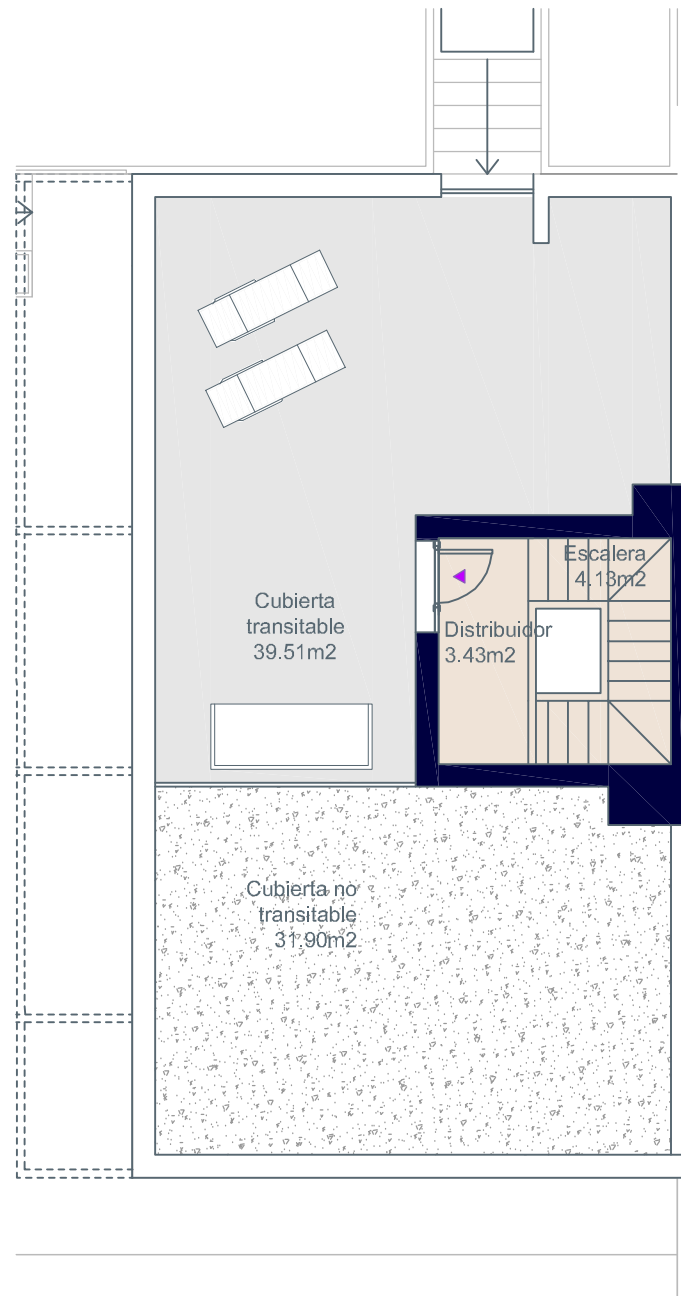 Escalera
4.13m2
Cubierta
transitable
39.51m2
Distribuidor
3.43m2
Cubierta no
transitable
31.90m2